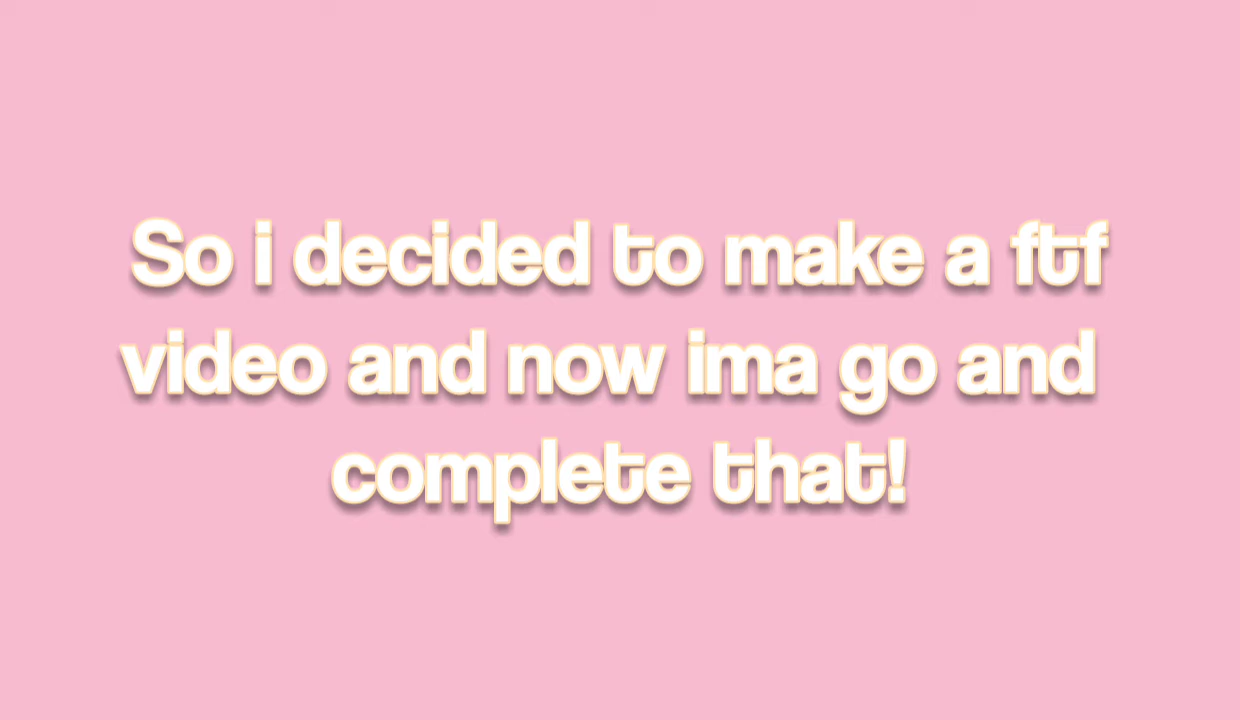 So i decided to make a ftf
video and now ima go and
complete that!